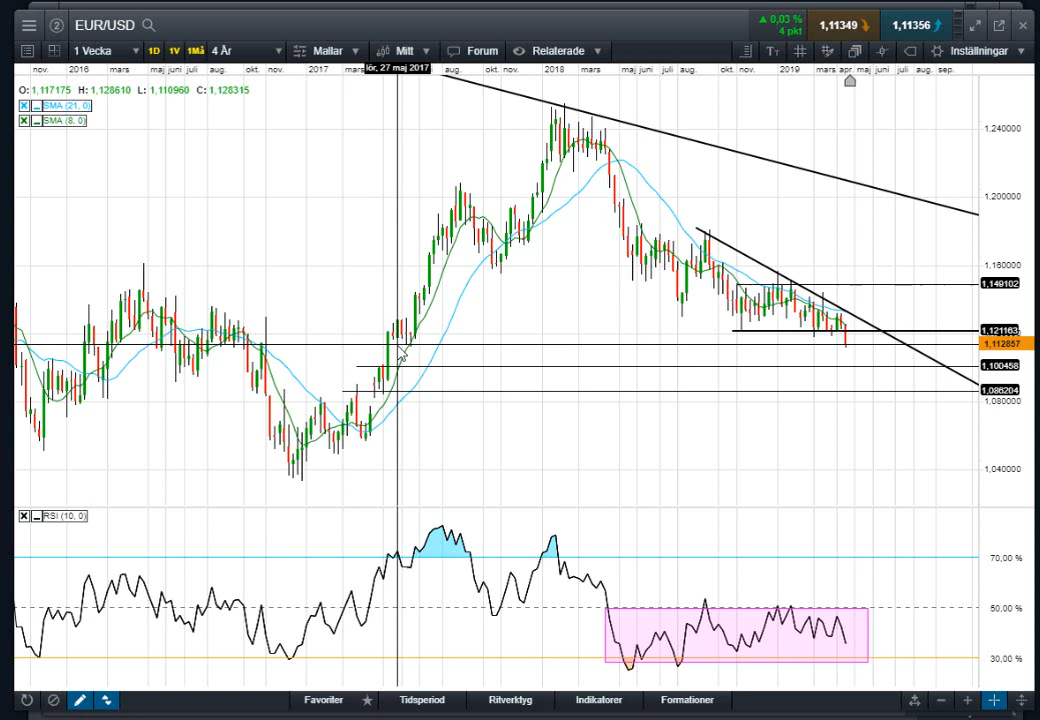 ② EUR/USD
▲ 0,03 %
4 pkt
1,11349
1,11356
1 Vecka 1D 1V 1Må 4 År Mallar Mitt Forum Relaterade Inställningar
nov. 2016 mars maj juni juli aug. okt. nov. 2017 mars lör, 27 maj 2017 aug okt. nov. 2018 mars maj juni juli aug. okt. nov. 2019 mars apr. maj juni juli aug. sep.
O: 1,117175 H: 1,128610 L: 1,110960 C: 1,128315
SMA (21, 0)
SMA (8, 0)
1,240000
1,200000
1,160000
1,149102
1,121163
1,112857
1,100458
1,086204
1,080000
1,040000
RSI (10, 0)
70,00 %
50,00 %
30,00 %
Favoriter Tidsperiod Ritverktyg Indikatorer Formationer